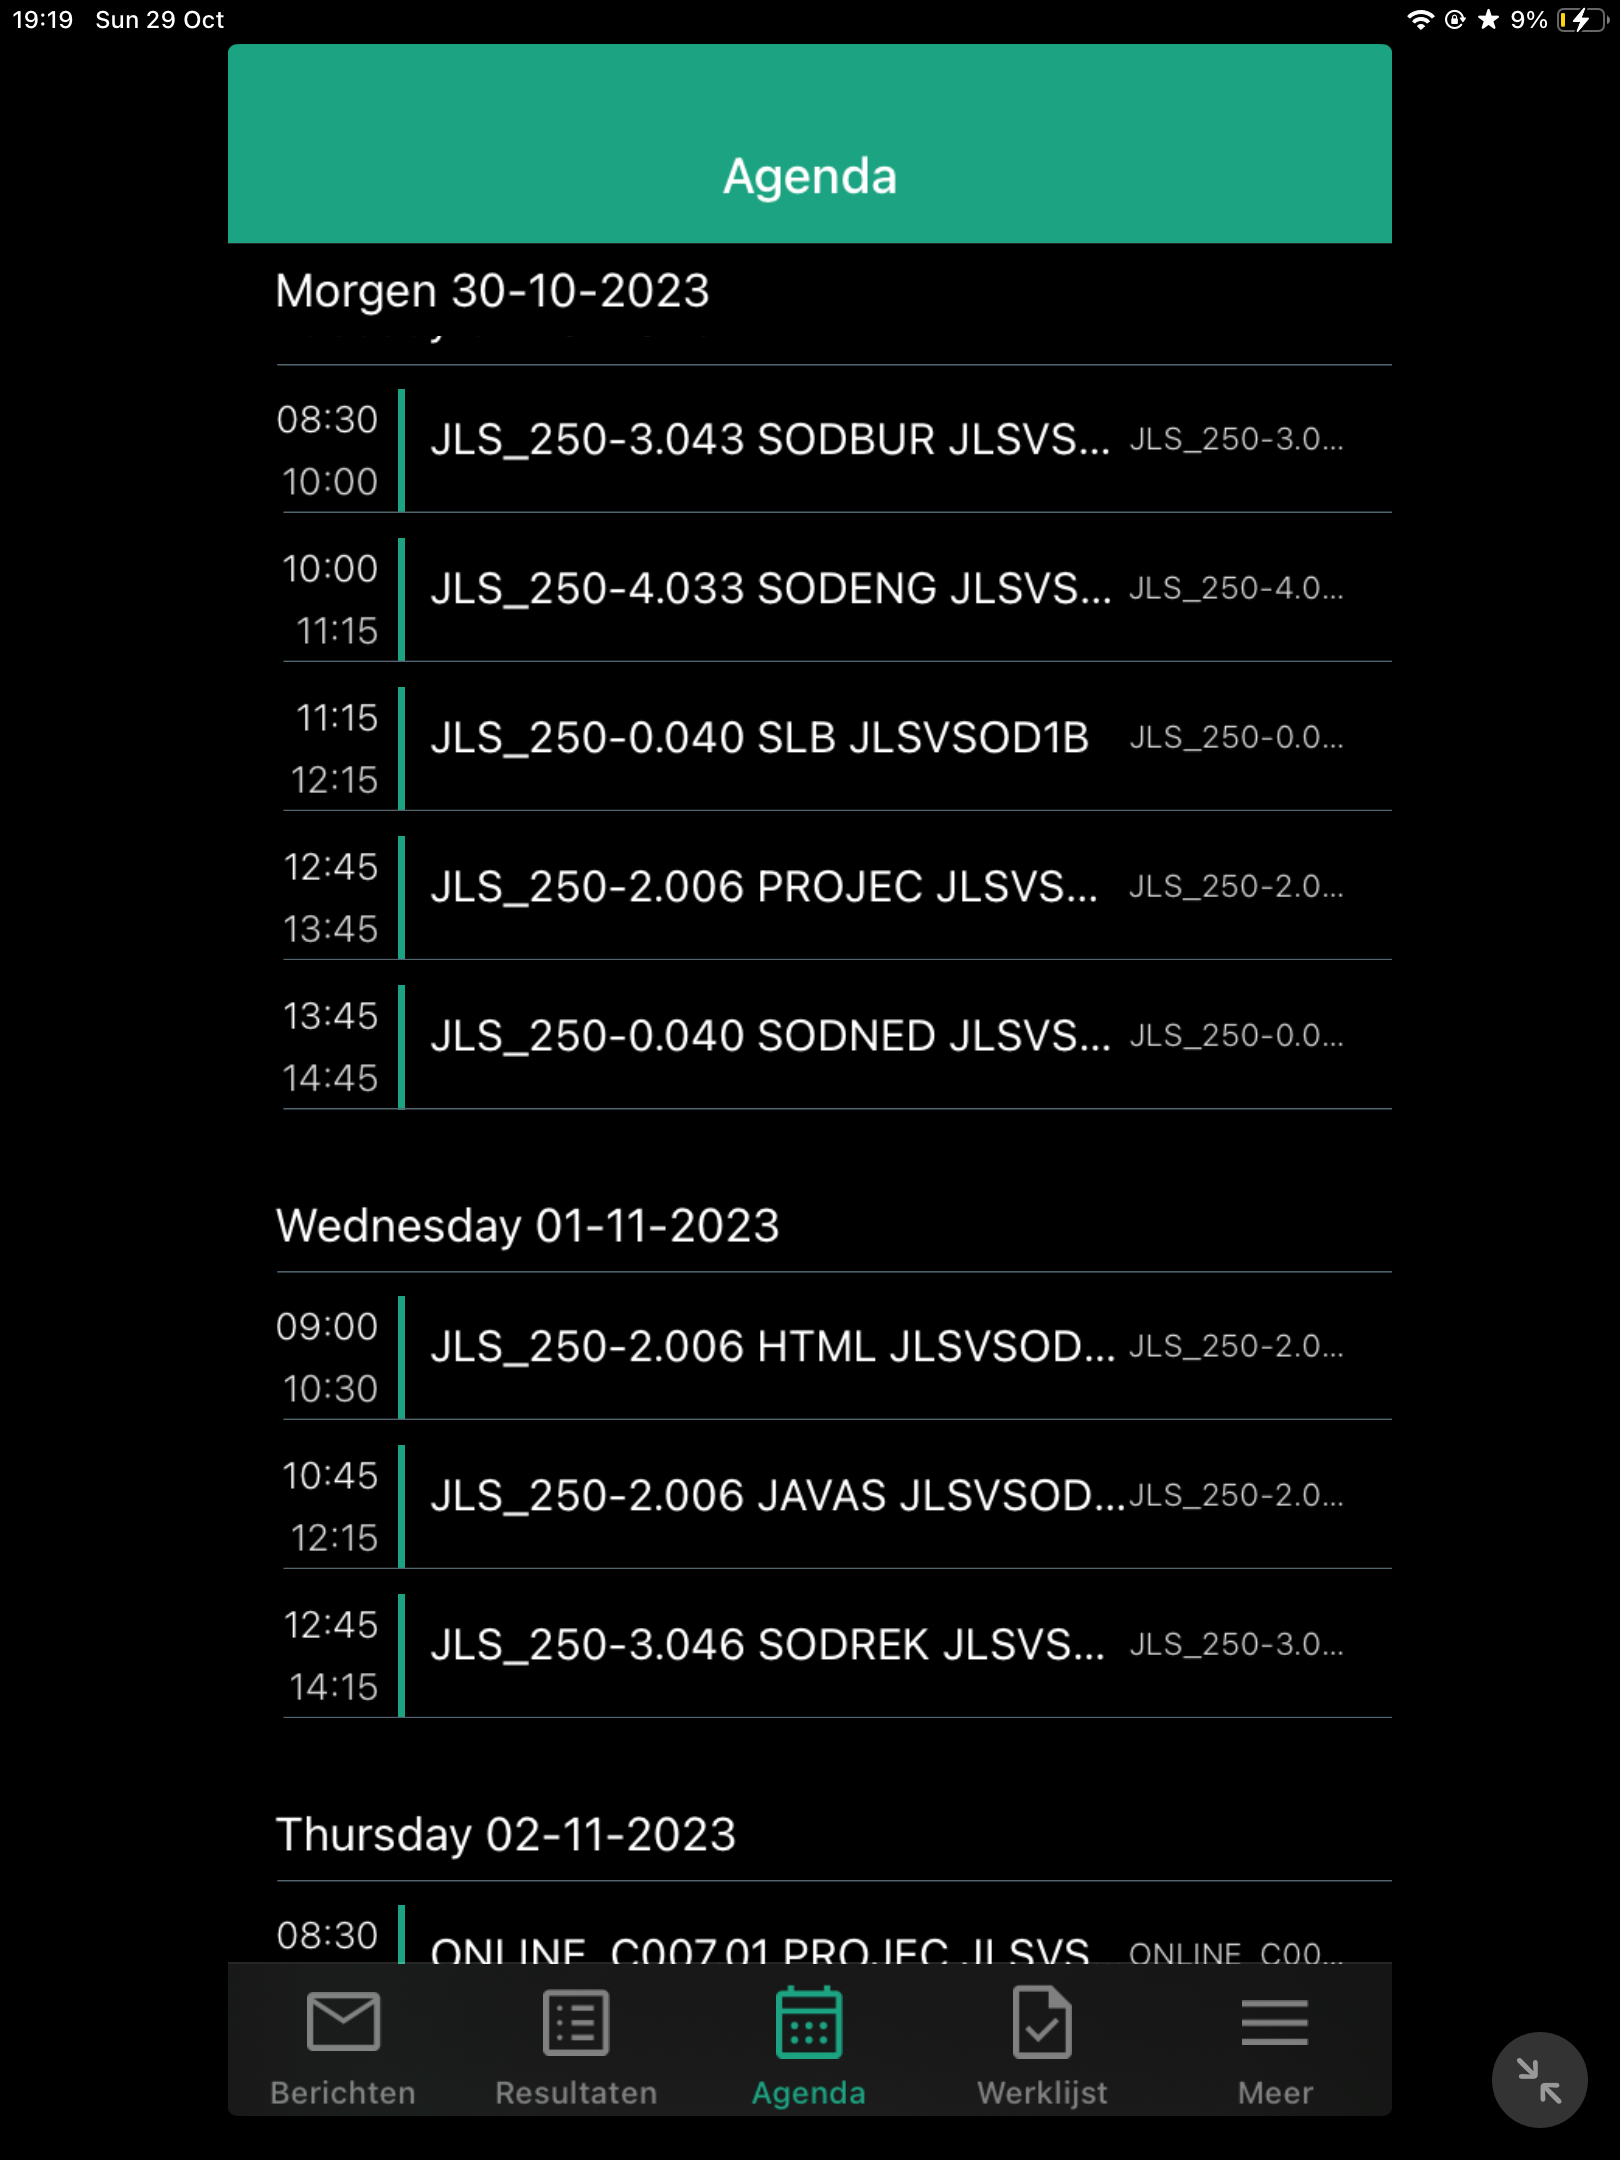 19:19 Sun 29 Oct 9%
Agenda
Morgen 30-10-2023
08:30
10:00
JLS_250-3.043 SODBUR JLSVS... JLS_250-3.0...
10:00
11:15
JLS_250-4.033 SODENG JLSVS... JLS_250-4.0...
11:15
12:15
JLS_250-0.040 SLB JLSVSOD1B JLS_250-0.0...
12:45
13:45
JLS_250-2.006 PROJEC JLSVS... JLS_250-2.0...
13:45
14:45
JLS_250-0.040 SODNED JLSVS... JLS_250-0.0...
Wednesday 01-11-2023
09:00
10:30
JLS_250-2.006 HTML JLSVSOD... JLS_250-2.0...
10:45
12:15
JLS_250-2.006 JAVAS JLSVSOD... JLS_250-2.0...
12:45
14:15
JLS_250-3.046 SODREK JLSVS... JLS_250-3.0...
Thursday 02-11-2023
08:30
ONLINE_C007.01 PROJEC JLSVS... ONLINE_C00...
Berichten Resultaten Agenda Werklijst Meer